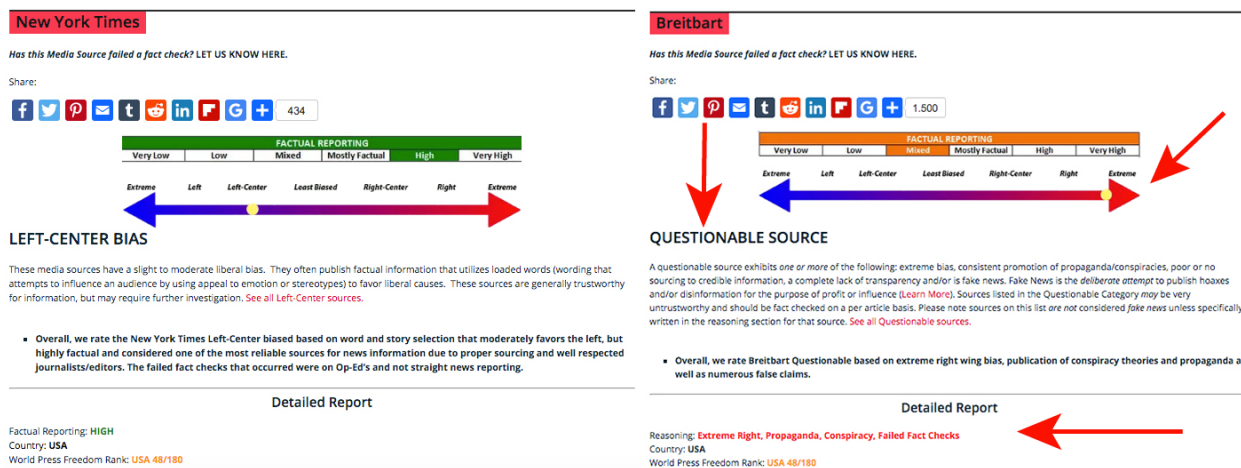 New York Times
Has this Media Source failed a fact check? LET US KNOW HERE.
Share:
434
FACTUAL REPORTING
Very Low Low Mixed Mostly Factual High Very High
Extreme Left Left-Center Least Biased Right-Center Right Extreme
LEFT-CENTER BIAS
These media sources have a slight to moderate liberal bias. They often publish factual information that utilizes loaded words (wording that
attempts to influence an audience by using appeal to emotion or stereotypes) to favor liberal causes. These sources are generally trustworthy
for information, but may require further investigation. See all Left-Center sources.
▪ Overall, we rate the New York Times Left-Center biased based on word and story selection that moderately favors the left, but
highly factual and considered one of the most reliable sources for news information due to proper sourcing and well respected
journalists/editors. The failed fact checks that occurred were on Op-Ed's and not straight news reporting.
Detailed Report
Factual Reporting: HIGH
Country: USA
World Press Freedom Rank: USA 48/180
Breitbart
Has this Media Source failed a fact check? LET US KNOW HERE.
Share:
1.500
FACTUAL REPORTING
Very Low Low Mixed Mostly Factual High Very High
Extreme Left Left-Center Least Biased Right-Center Right Extreme
QUESTIONABLE SOURCE
A questionable source exhibits one or more of the following: extreme bias, consistent promotion of propaganda/conspiracies, poor or no
sourcing to credible information, a complete lack of transparency and/or is fake news. Fake News is the deliberate attempt to publish hoaxes
and/or disinformation for the purpose of profit or influence (Learn More). Sources listed in the Questionable Category may be very
untrustworthy and should be fact checked on a per article basis. Please note sources on this list are not considered fake news unless specifically
written in the reasoning section for that source. See all Questionable sources.
▪ Overall, we rate Breitbart Questionable based on extreme right wing bias, publication of conspiracy theories and propaganda a
well as numerous false claims.
Detailed Report
Reasoning: Extreme Right, Propaganda, Conspiracy, Failed Fact Checks
Country: USA
World Press Freedom Rank: USA 48/180